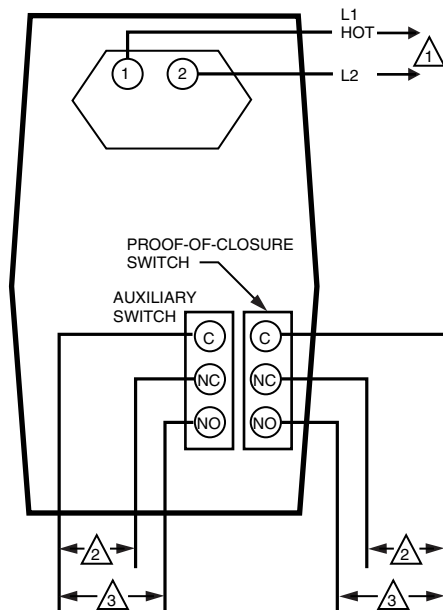 L1
HOT
1
1
2
L2
PROOF-OF-CLOSURE
SWITCH
AUXILIARY
SWITCH
C
C
NC
NC
NO
NO
2
2
3
3